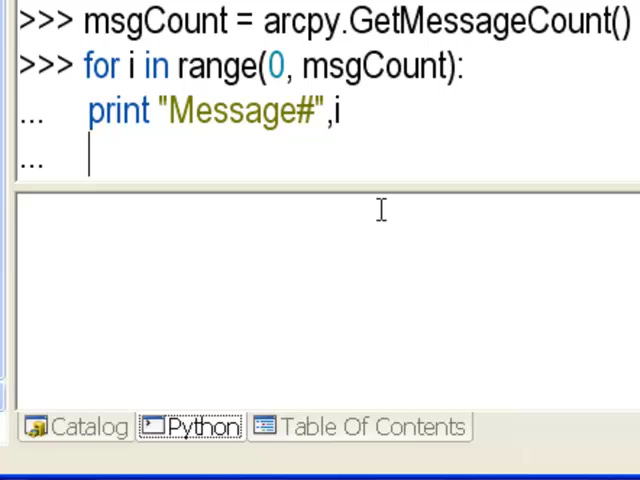 >>> msgCount = arcpy.GetMessageCount()
>>> for i in range(0, msgCount):
... print "Message#",i
...
Catalog Python Table Of Contents